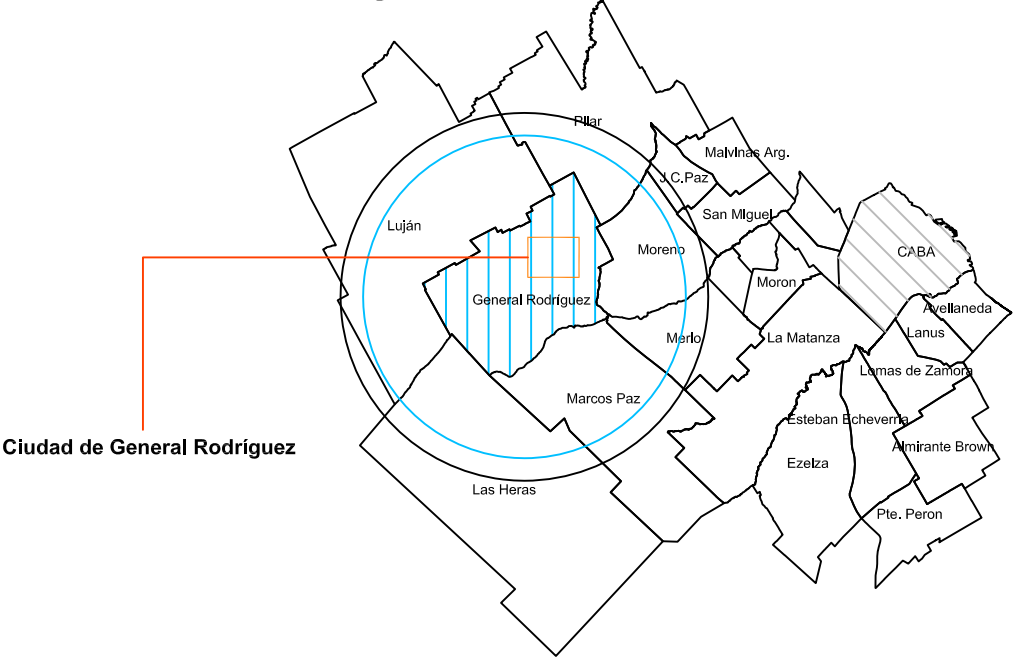 Pilar
Malvinas Arg.
J.C.Paz
San Miguel
Luján
Moreno
CABA
Moron
General Rodríguez
Avellaneda
Lanus
Merlo
La Matanza
Lomas de Zamora
Marcos Paz
Esteban Echeverria
Ciudad de General Rodríguez
Almirante Brown
Ezeiza
Las Heras
Pte. Peron